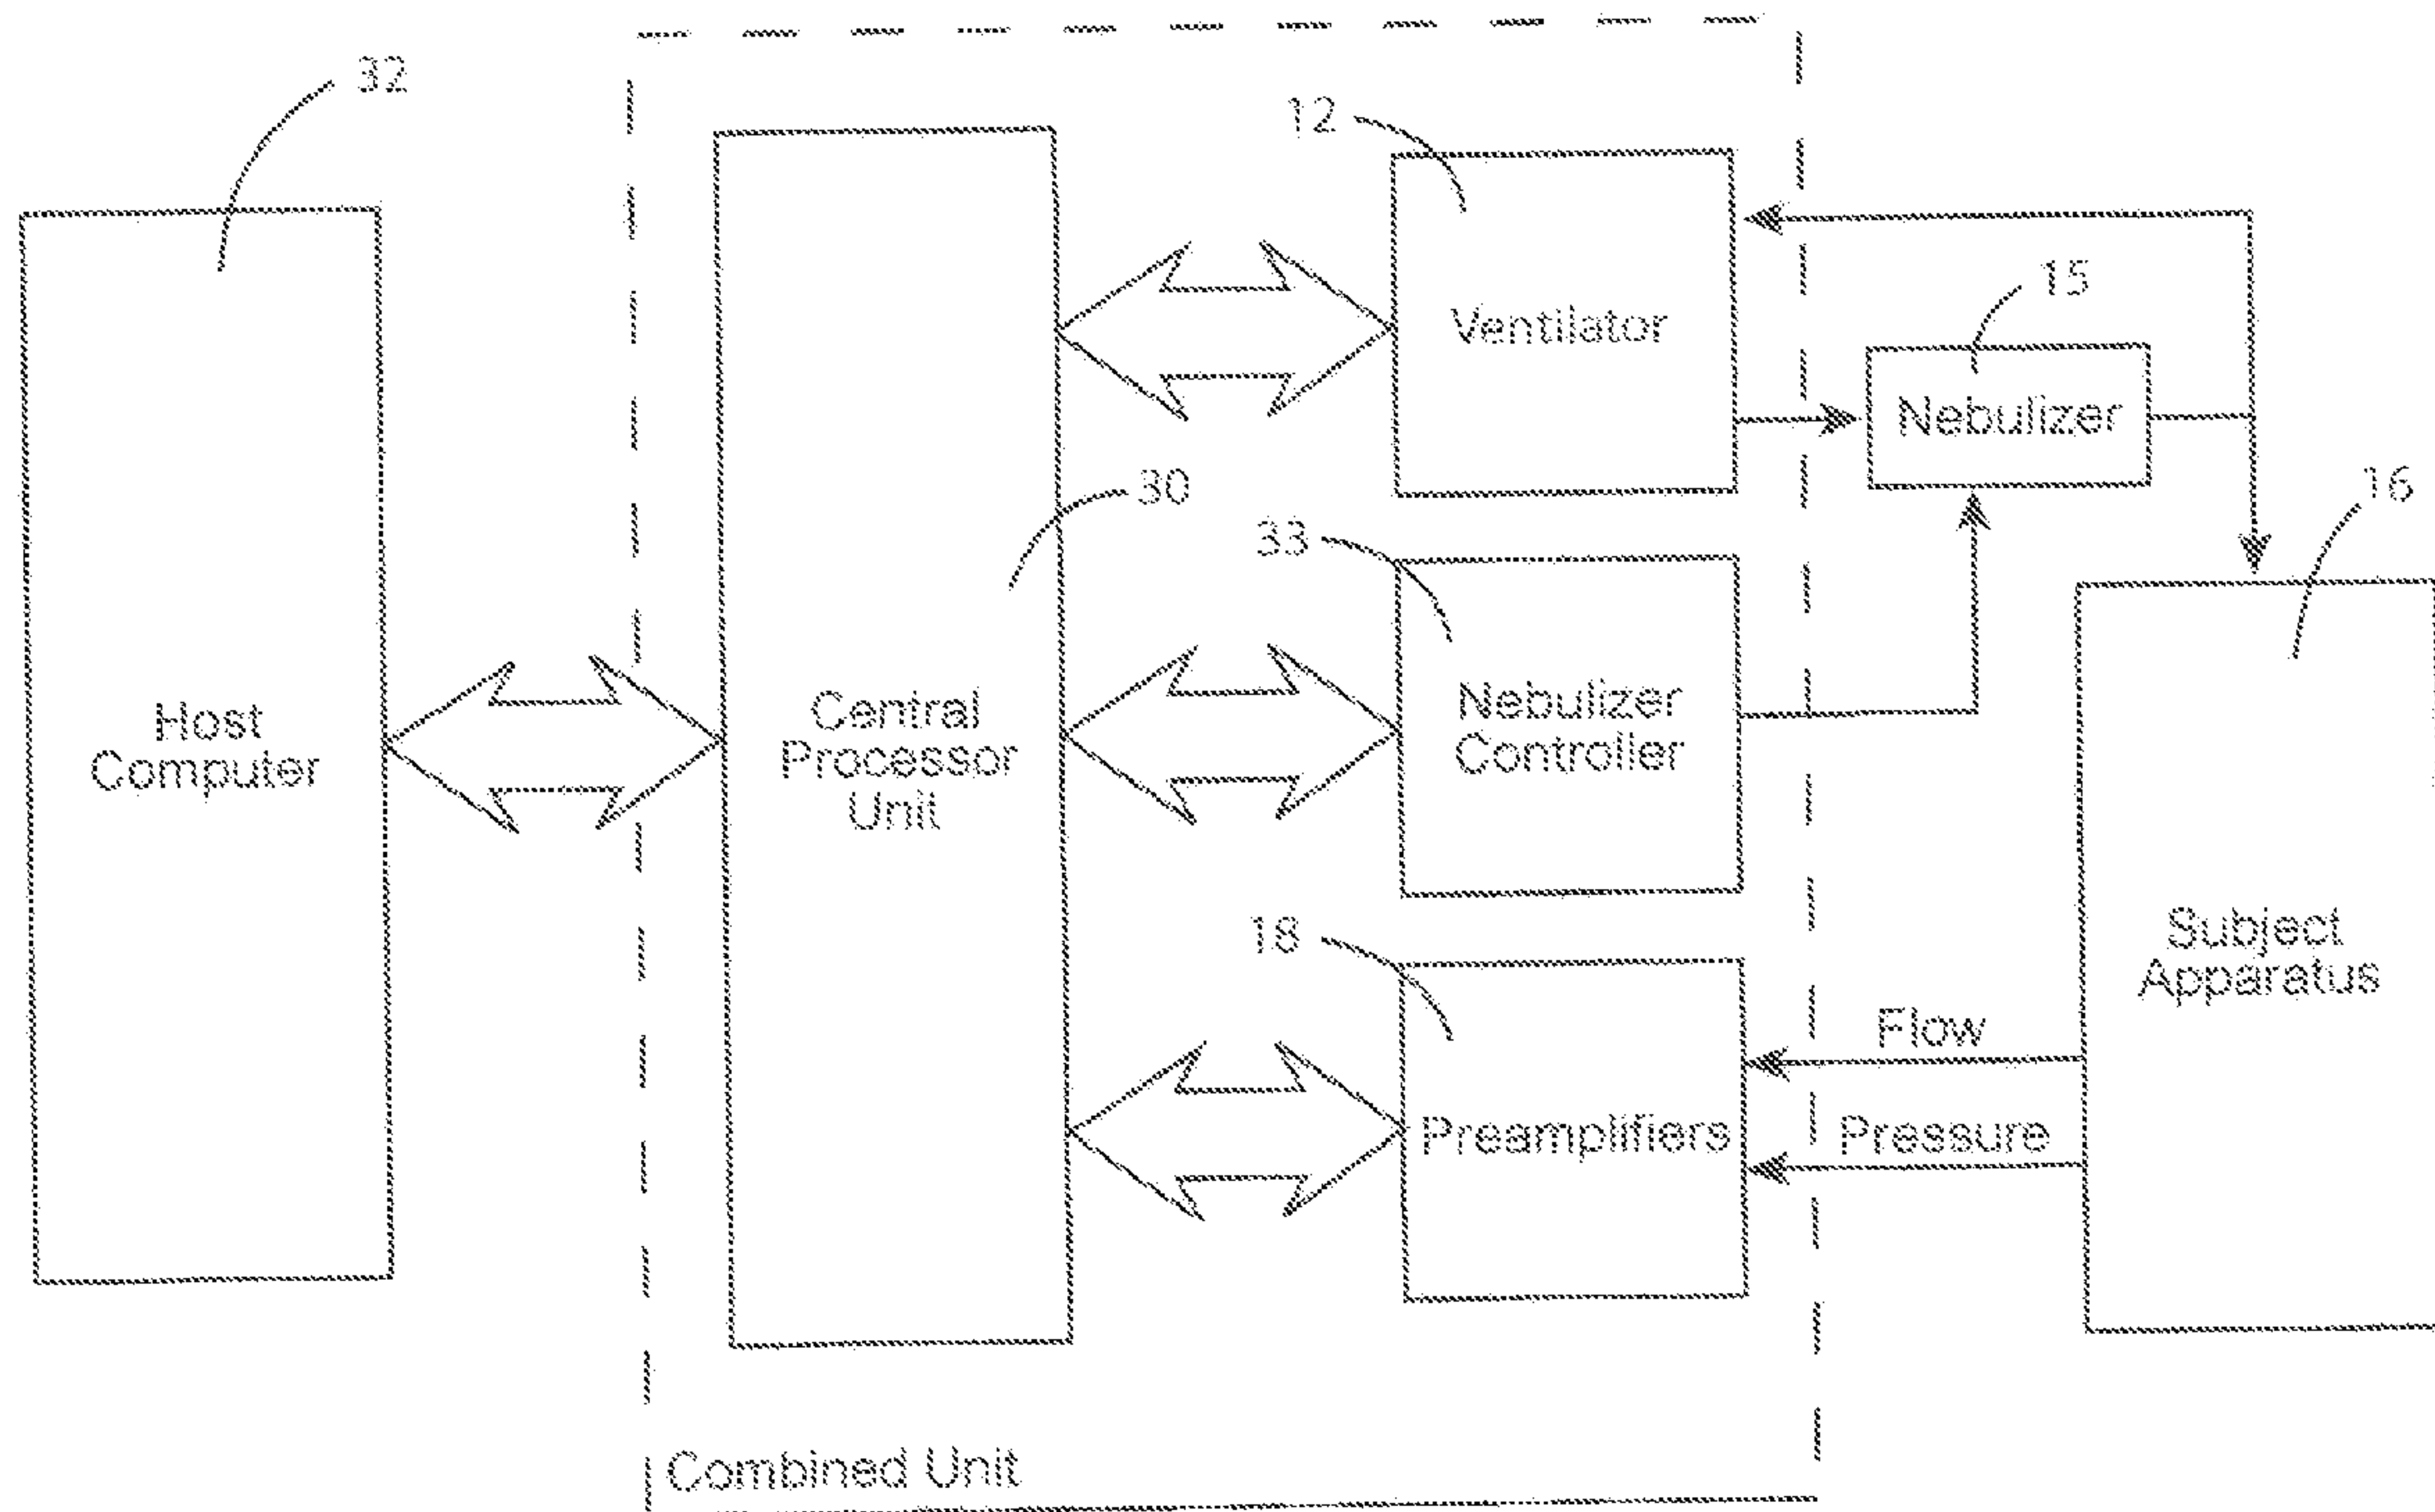 32
12
15
Ventilator
Nebulizer
30
16
33
Host
Computer
Central
Processor
Unit
Nebulizer
Controller
18
Subject
Apparatus
Flow
Preamplifiers
Pressure
Combined Unit